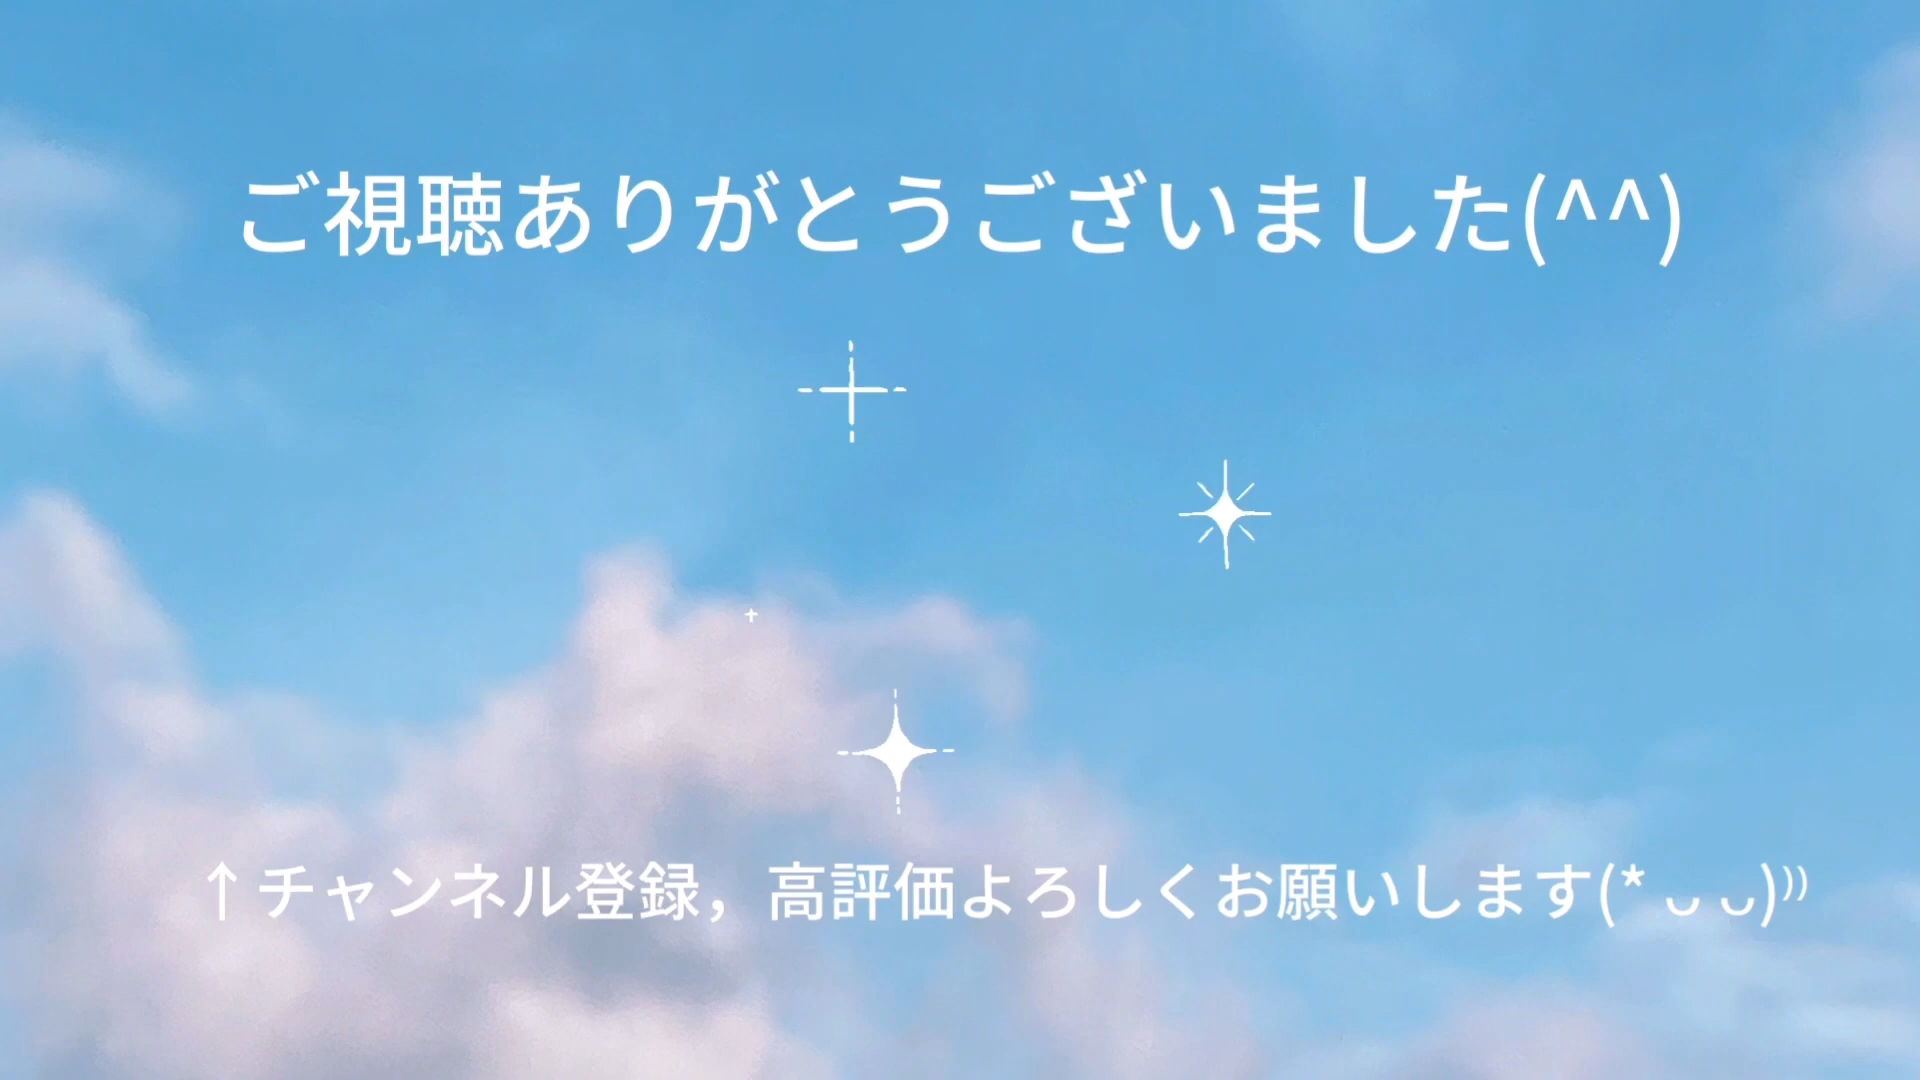 ご視聴ありがとうございました(^^)
↑チャンネル登録，高評価よろしくお願いします(* ᴗ ᴗ)⁾⁾